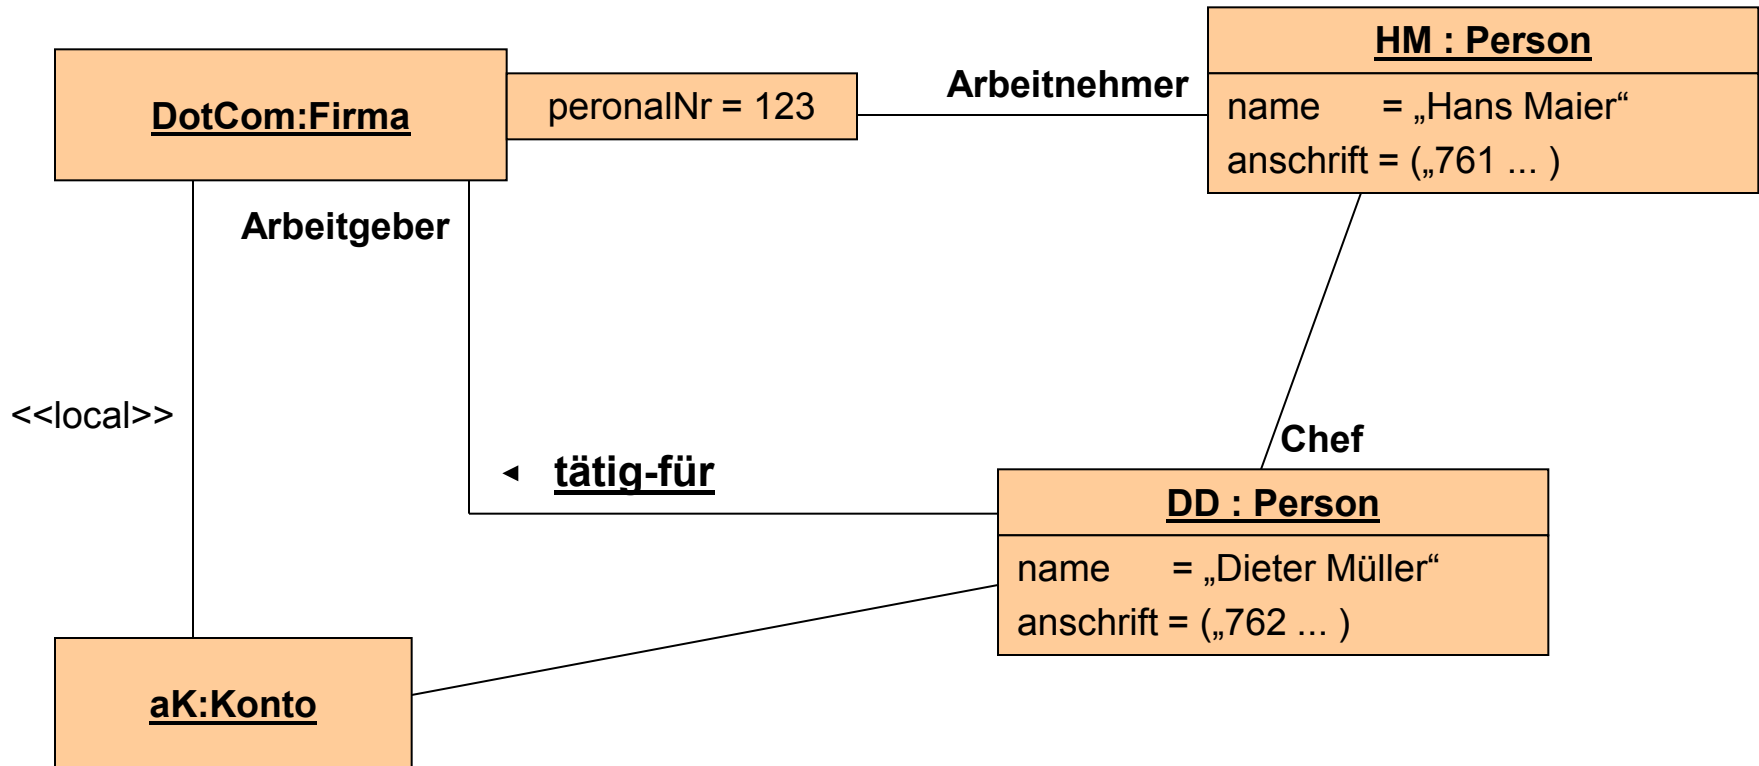 HM : Person
DotCom:Firma
peronalNr = 123
Arbeitnehmer
name = „Hans Maier“
anschrift = („761 ... )
Arbeitgeber
<<local>>
Chef
◄ tätig-für
DD : Person
name = „Dieter Müller“
anschrift = („762 ... )
aK:Konto